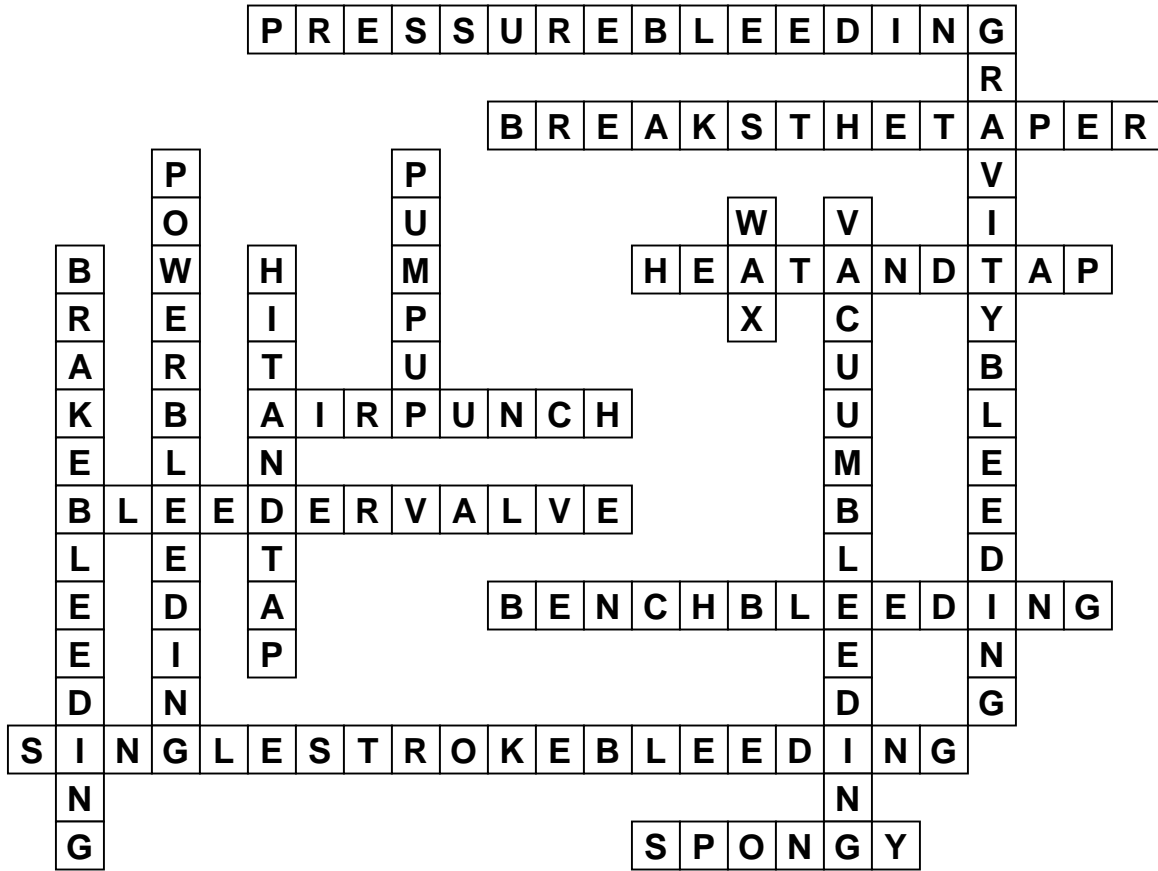 PRESSUREBLEEDING
GRAVITYBLEEDING
BREAKSTHETAPER
POWERBLEEDING
PUMPUP
WAX
VACUUMBLEEDING
BRAKEBLEEDING
HITANDTAP
HEATANDTAP
AIRPUNCH
BLEEDERVALVE
BENCHBLEEDING
SINGLESTROKEBLEEDING
SPONGY